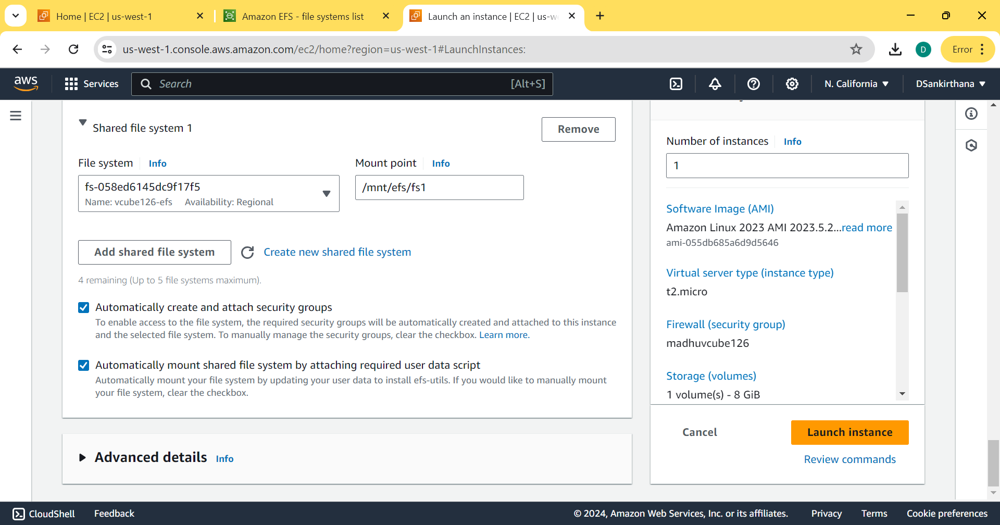 Home | EC2 | us-west-1
Amazon EFS - file systems list
Launch an instance | EC2 | us-w
us-west-1.console.aws.amazon.com/ec2/home?region=us-west-1#LaunchInstances:
D
Error
aws
Services
Search
[Alt+S]
N. California
DSankirthana
Shared file system 1
Remove
File system
Info
Mount point
Info
fs-058ed6145dc9f17f5
Name: vcube126-efs Availability: Regional
/mnt/efs/fs1
Add shared file system
Create new shared file system
4 remaining (Up to 5 file systems maximum).
Automatically create and attach security groups
To enable access to the file system, the required security groups will be automatically created and attached to this instance
and the selected file system. To manually manage the security groups, clear the checkbox. Learn more.
Automatically mount shared file system by attaching required user data script
Automatically mount your file system by updating your user data to install efs-utils. If you would like to manually mount
your file system, clear the checkbox.
Advanced details
Info
Number of instances
Info
1
Software Image (AMI)
Amazon Linux 2023 AMI 2023.5.2...read more
ami-055db685a6d9d5646
Virtual server type (instance type)
t2.micro
Firewall (security group)
madhuvcube126
Storage (volumes)
1 volume(s) - 8 GiB
Cancel
Launch instance
Review commands
CloudShell
Feedback
© 2024, Amazon Web Services, Inc. or its affiliates.
Privacy
Terms
Cookie preferences